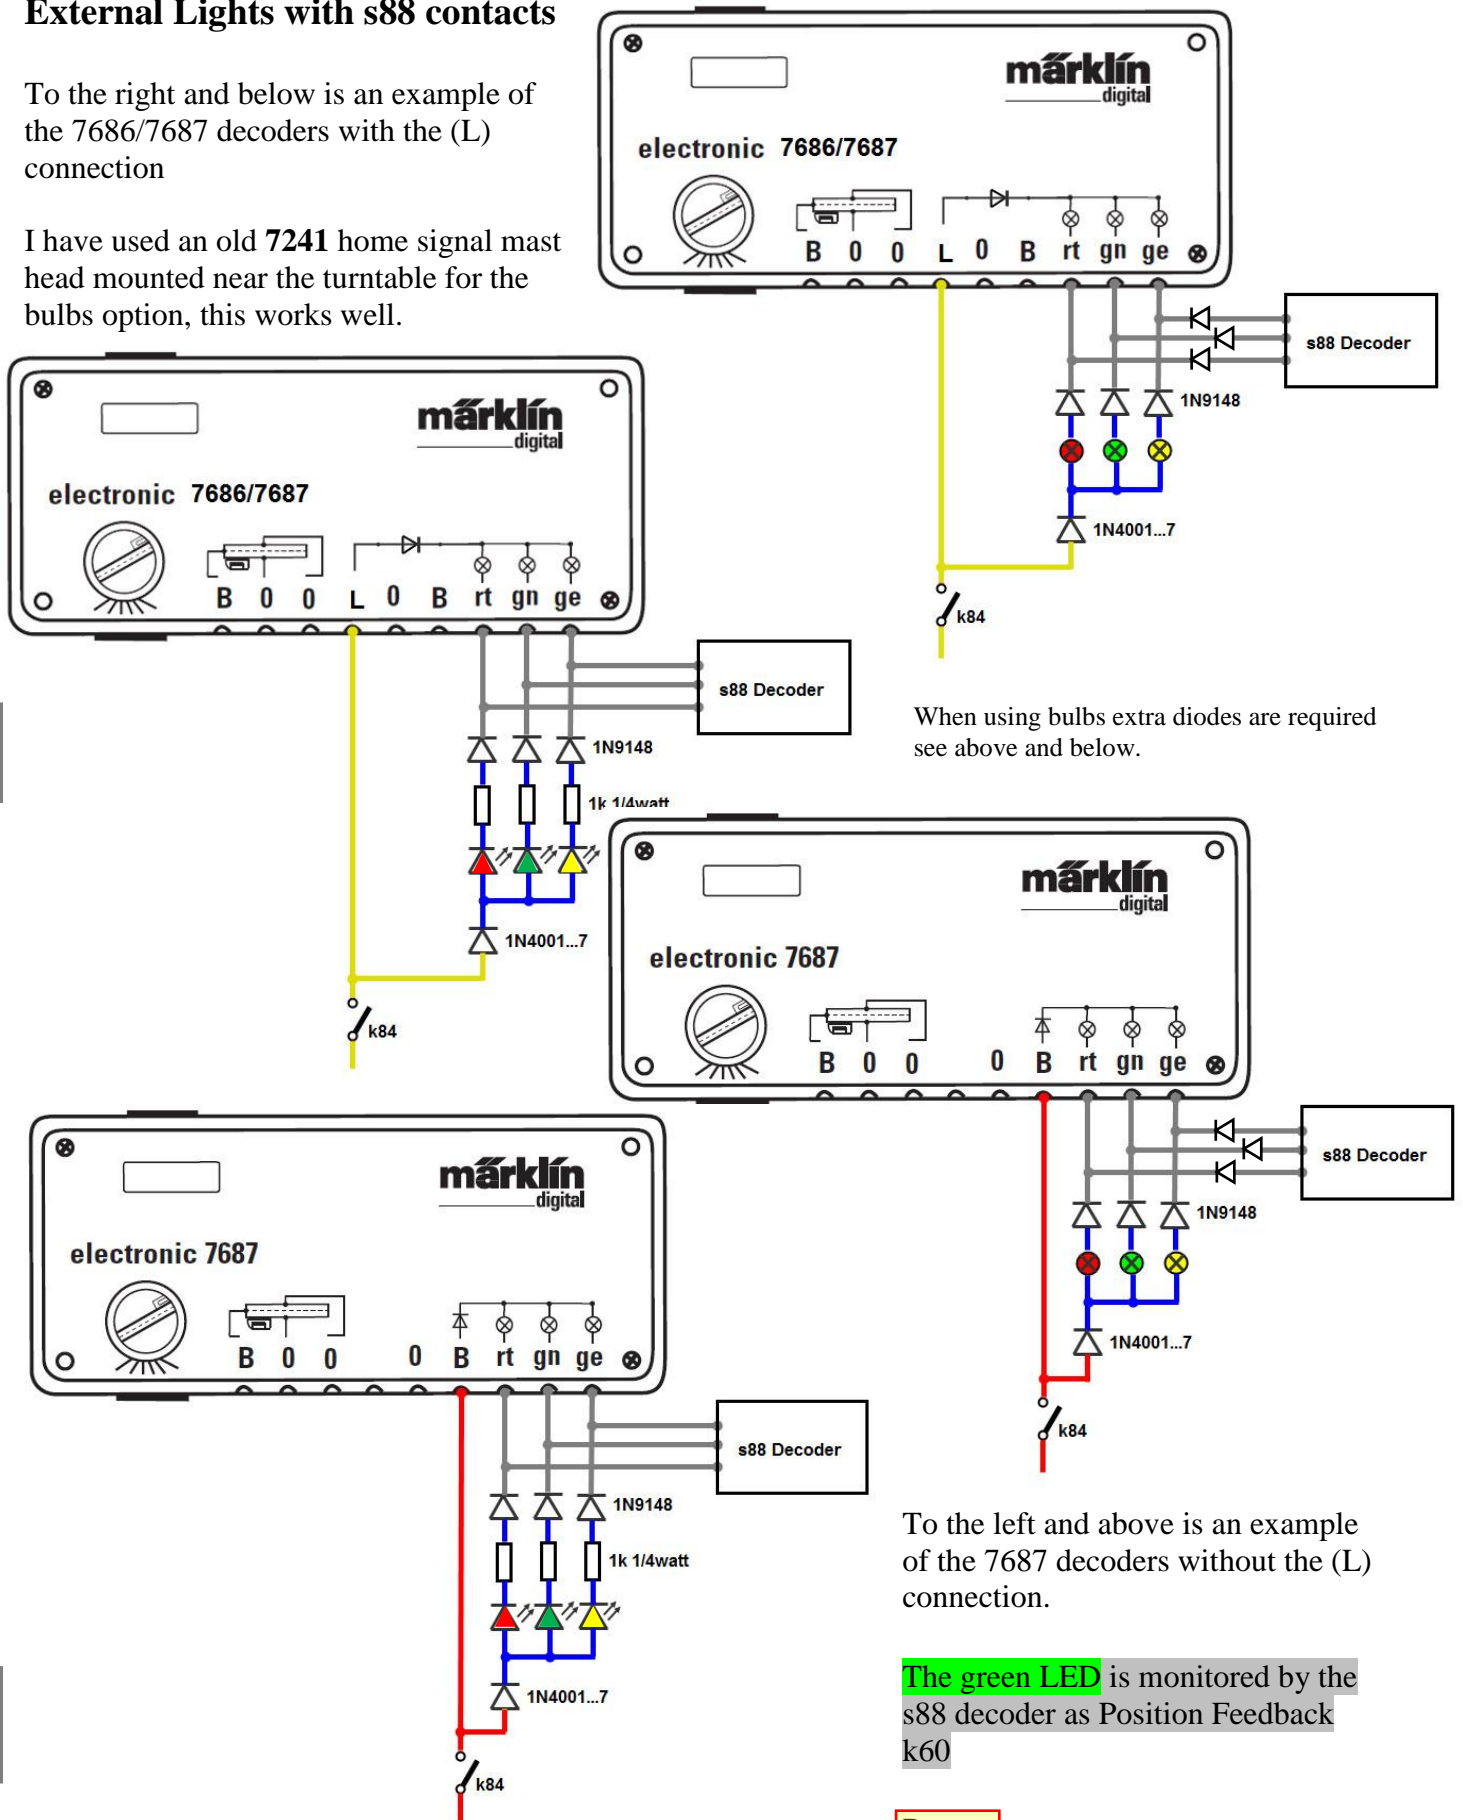 External Lights with s88 contacts
To the right and below is an example of
the 7686/7687 decoders with the (L)
connection
I have used an old 7241 home signal mast
head mounted near the turntable for the
bulbs option, this works well.
märklin
digital
electronic 7686/7687
B 0 0 L 0 B rt gn ge
s88 Decoder
1N9148
1N4001...7
k84
märklin
digital
electronic 7686/7687
B 0 0 L 0 B rt gn ge
s88 Decoder
1N9148
1k 1/4watt
1N4001...7
k84
When using bulbs extra diodes are required
see above and below.
märklin
digital
electronic 7687
B 0 0 0 B rt gn ge
s88 Decoder
1N9148
1N4001...7
k84
märklin
digital
electronic 7687
B 0 0 0 B rt gn ge
s88 Decoder
1N9148
1k 1/4watt
1N4001...7
k84
To the left and above is an example
of the 7687 decoders without the (L)
connection.
The green LED is monitored by the
s88 decoder as Position Feedback
k60